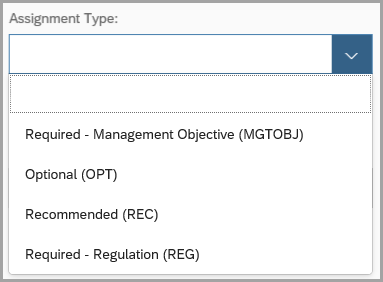 Assignment Type:
Required - Management Objective (MGTOBJ)
Optional (OPT)
Recommended (REC)
Required - Regulation (REG)